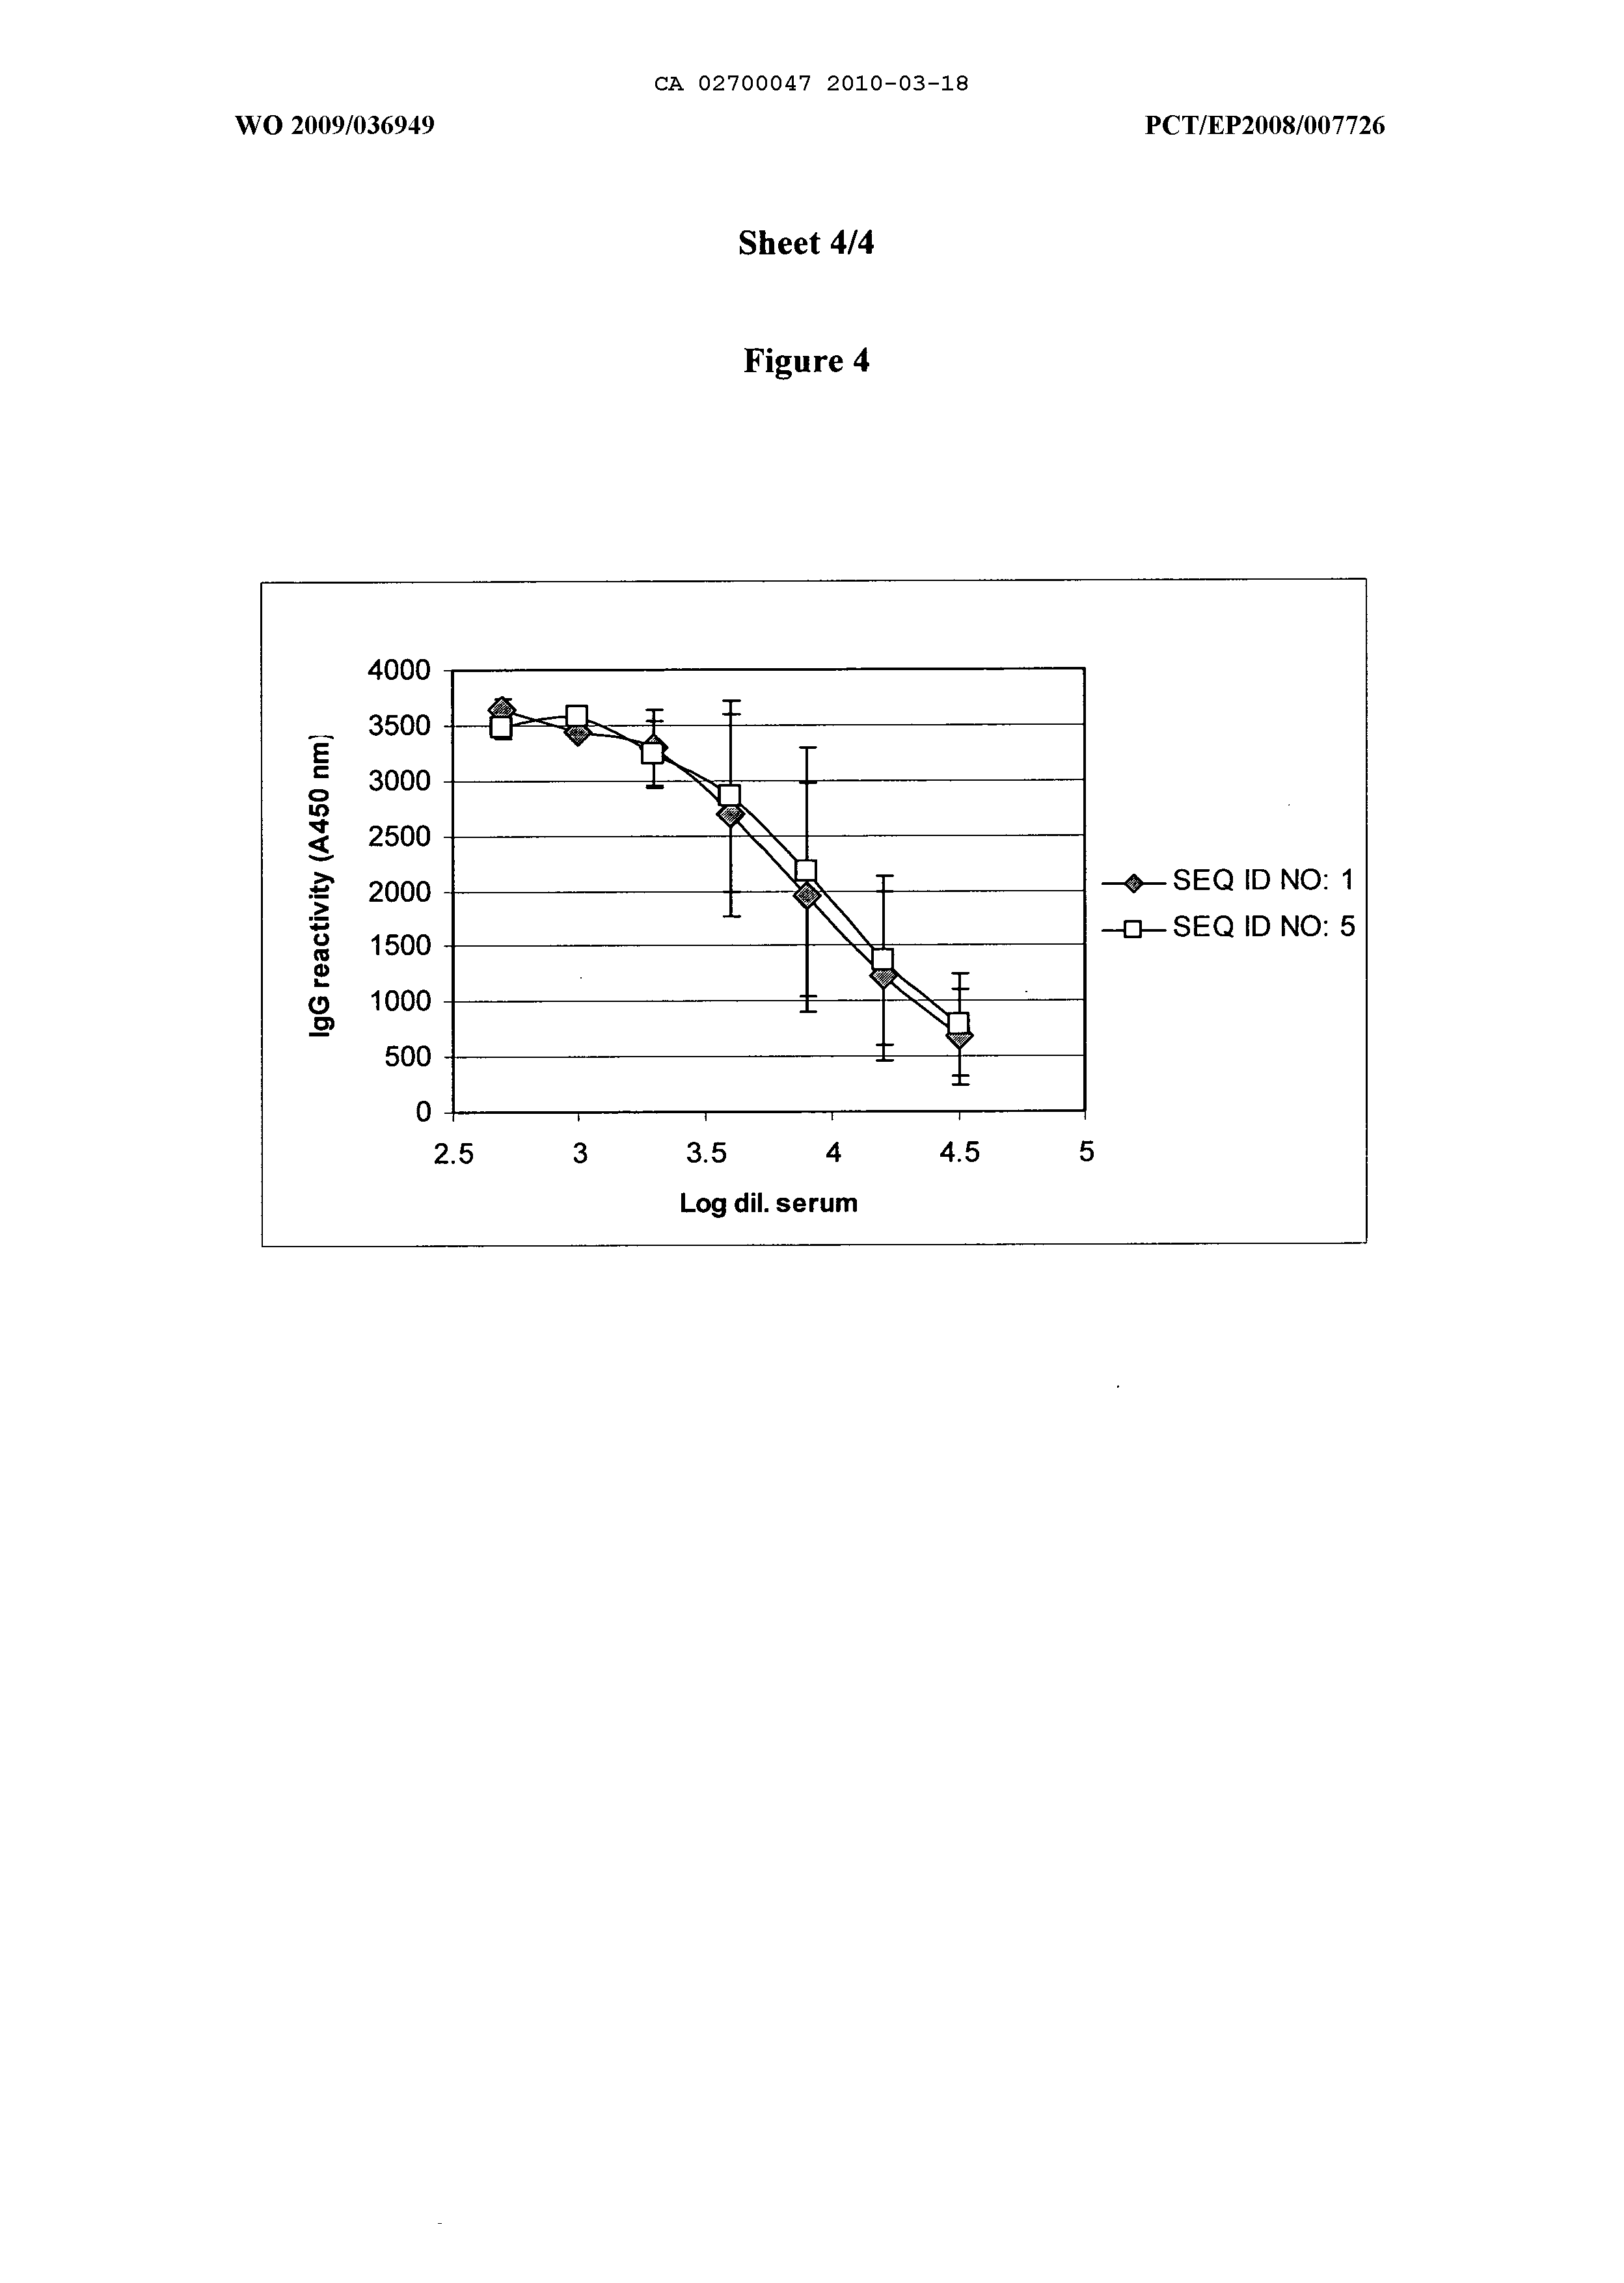 CA 02700047 2010-03-18
WO 2009/036949
PCT/EP2008/007726
Sheet 4/4
Figure 4
4000
3500
3000
2500
2000
1500
1000
500
0
IgG reactivity (A450 nm)
2.5 3 3.5 4 4.5 5
Log dil. serum
SEQ ID NO: 1
SEQ ID NO: 5